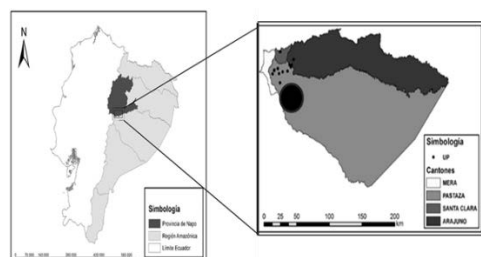 N
Simbología
Provincia de Napo
Región Amazónica
Límite Ecuador
Simbología
UP
Cantones
MERA
PASTAZA
SANTA CLARA
ARAJUNO
0 25 50 100 150 200